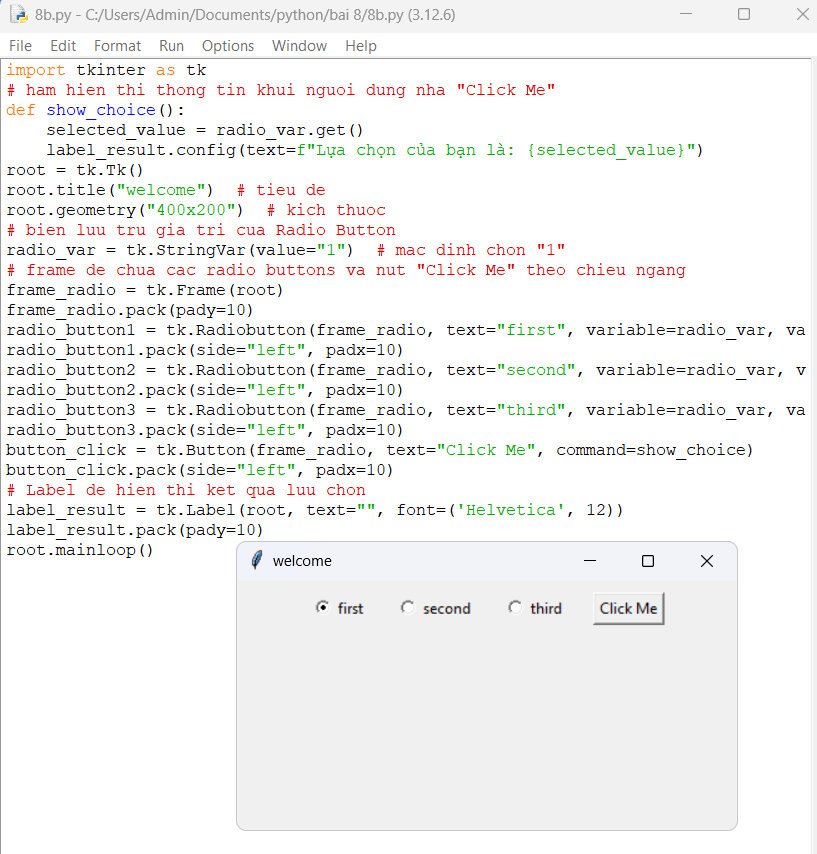 8b.py - C:/Users/Admin/Documents/python/bai 8/8b.py (3.12.6)
File Edit Format Run Options Window Help
import tkinter as tk
# ham hien thi thong tin khui nguoi dung nha "Click Me"
def show_choice():
    selected_value = radio_var.get()
    label_result.config(text=f"Lựa chọn của bạn là: {selected_value}")
root = tk.Tk()
root.title("welcome")  # tieu de
root.geometry("400x200")  # kich thuoc
# bien luu tru gia tri cua Radio Button
radio_var = tk.StringVar(value="1")  # mac dinh chon "1"
# frame de chua cac radio buttons va nut "Click Me" theo chieu ngang
frame_radio = tk.Frame(root)
frame_radio.pack(pady=10)
radio_button1 = tk.Radiobutton(frame_radio, text="first", variable=radio_var, va
radio_button1.pack(side="left", padx=10)
radio_button2 = tk.Radiobutton(frame_radio, text="second", variable=radio_var, v
radio_button2.pack(side="left", padx=10)
radio_button3 = tk.Radiobutton(frame_radio, text="third", variable=radio_var, va
radio_button3.pack(side="left", padx=10)
button_click = tk.Button(frame_radio, text="Click Me", command=show_choice)
button_click.pack(side="left", padx=10)
# Label de hien thi ket qua luu chon
label_result = tk.Label(root, text="", font=('Helvetica', 12))
label_result.pack(pady=10)
root.mainloop()
welcome
first second third Click Me